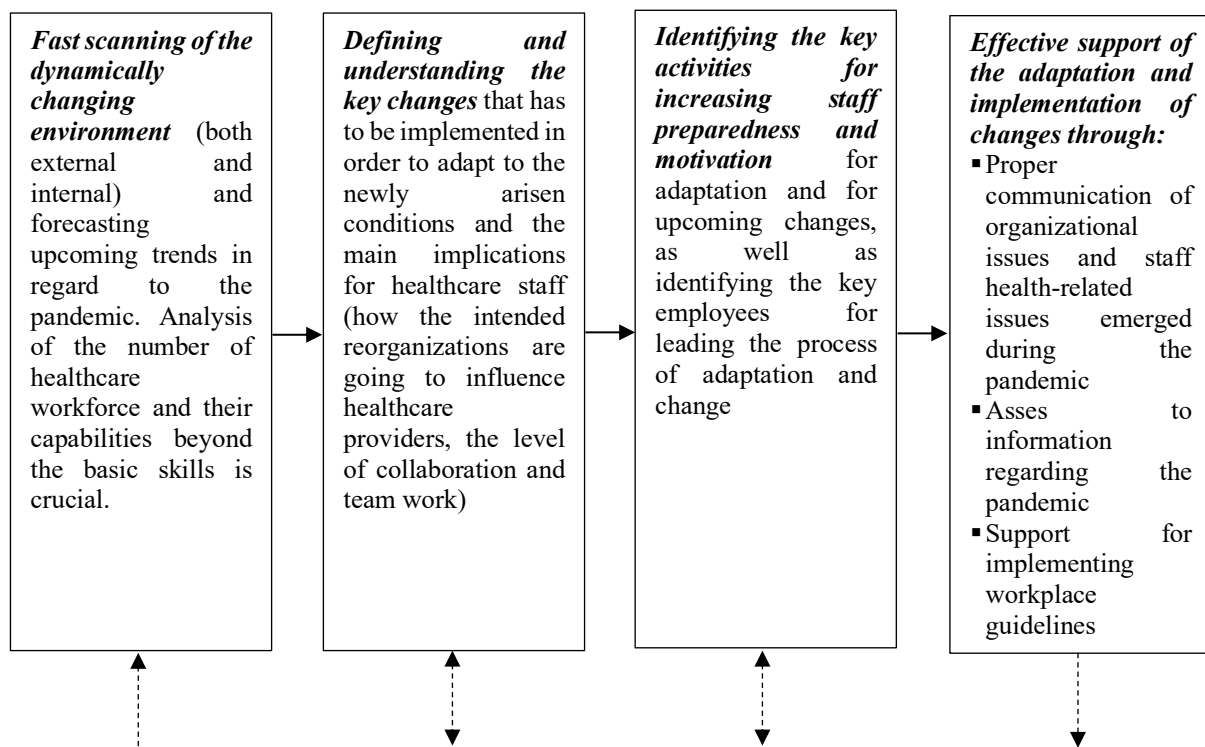 Fast scanning of the
dynamically
changing
environment (both
external and
internal) and
forecasting
upcoming trends in
regard to the
pandemic. Analysis
of the number of
healthcare
workforce and their
capabilities beyond
the basic skills is
crucial.
Defining and
understanding the
key changes that has
to be implemented in
order to adapt to the
newly arisen
conditions and the
main implications
for healthcare staff
(how the intended
reorganizations are
going to influence
healthcare
providers, the level
of collaboration and
team work)
Identifying the key
activities for
increasing staff
preparedness and
motivation for
adaptation and for
upcoming changes,
as well as
identifying the key
employees for
leading the process
of adaptation and
change
Effective support of
the adaptation and
implementation of
changes through:
▪ Proper
communication of
organizational
issues and staff
health-related
issues emerged
during the
pandemic
▪ Asses to
information
regarding the
pandemic
▪ Support for
implementing
workplace
guidelines